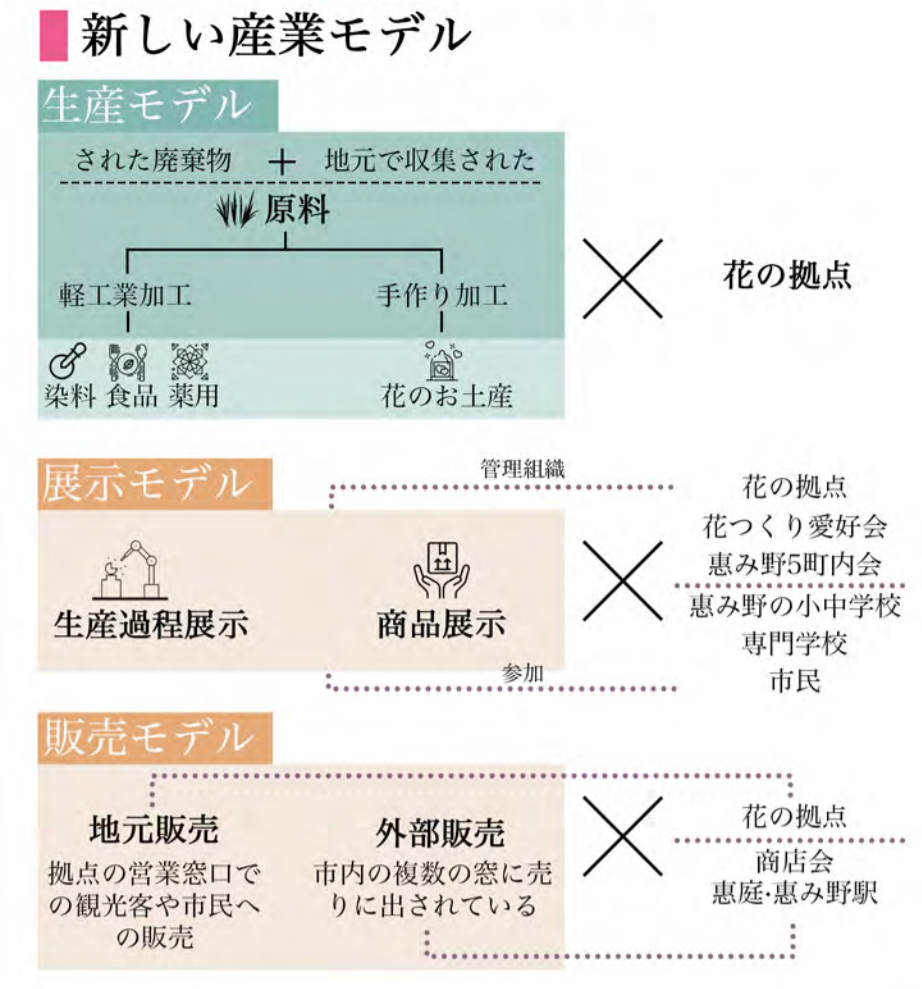 新しい産業モデル
生産モデル
された廃棄物 + 地元で収集された
原料
軽工業加工 手作り加工
染料 食品 薬用 花のお土産
花の拠点
展示モデル
管理組織
生産過程展示 商品展示
参加
花の拠点
花つくり愛好会
恵み野5町内会
恵み野の小中学校
専門学校
市民
販売モデル
地元販売
拠点の営業窓口で
の観光客や市民へ
の販売
外部販売
市内の複数の窓に売
りに出されている
花の拠点
商店会
恵庭·恵み野駅